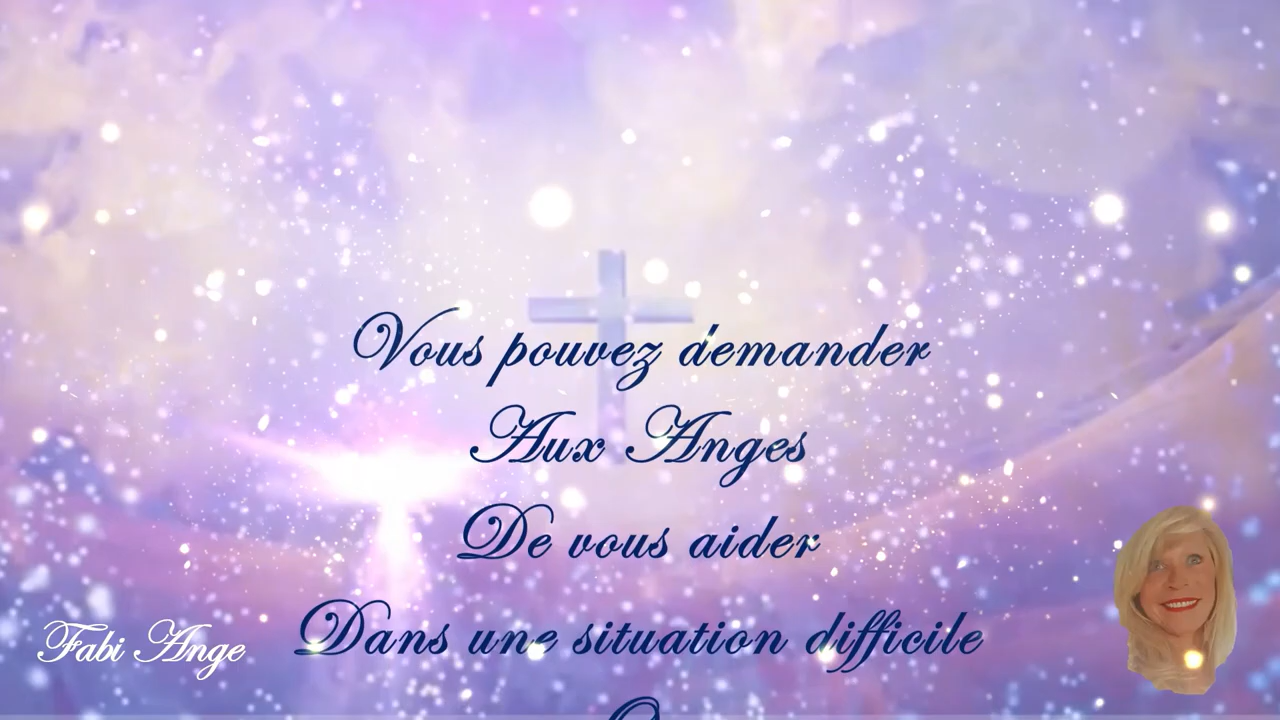 Vous pouvez demander
Aux Anges
De vous aider
Dans une situation difficile
Fabi Ange